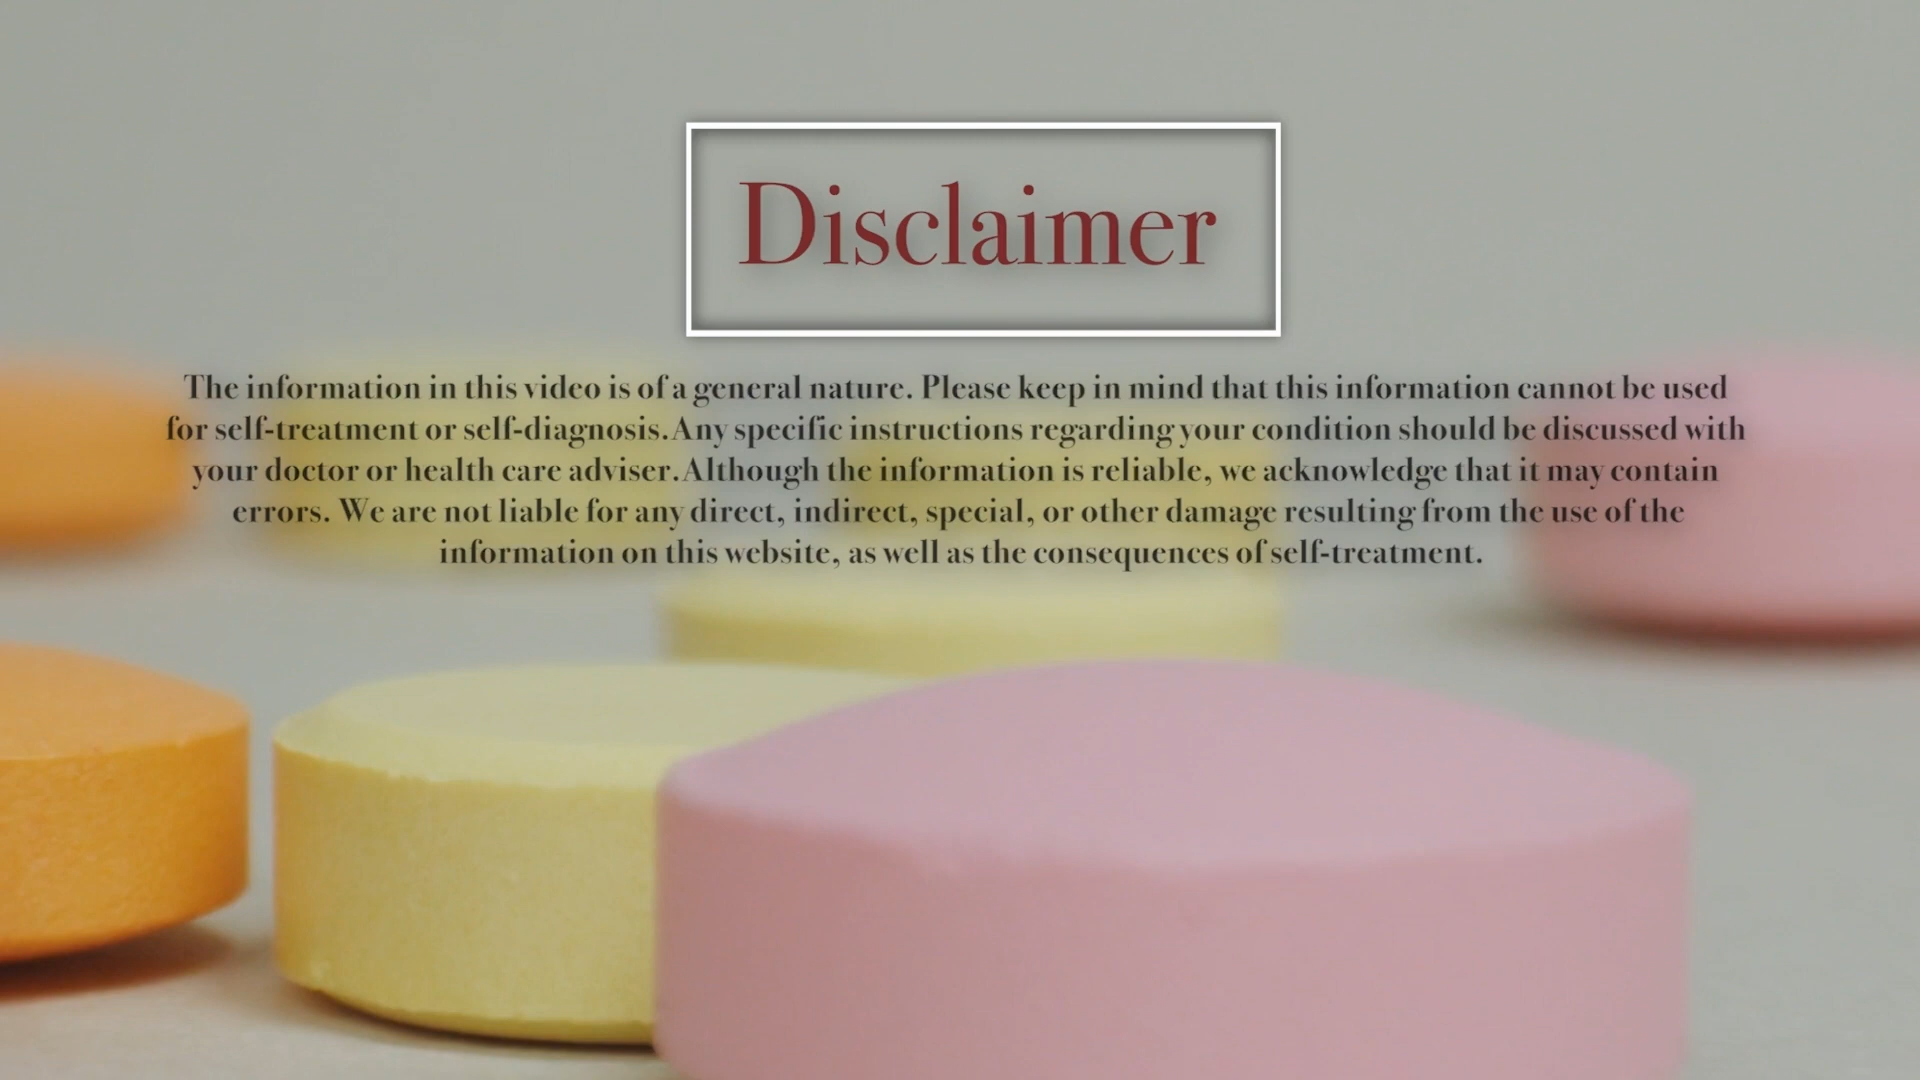 Disclaimer
The information in this video is of a general nature. Please keep in mind that this information cannot be used
for self-treatment or self-diagnosis.Any specific instructions regarding your condition should be discussed with
your doctor or health care adviser.Although the information is reliable, we acknowledge that it may contain
errors. We are not liable for any direct, indirect, special, or other damage resulting from the use of the
information on this website, as well as the consequences of self-treatment.